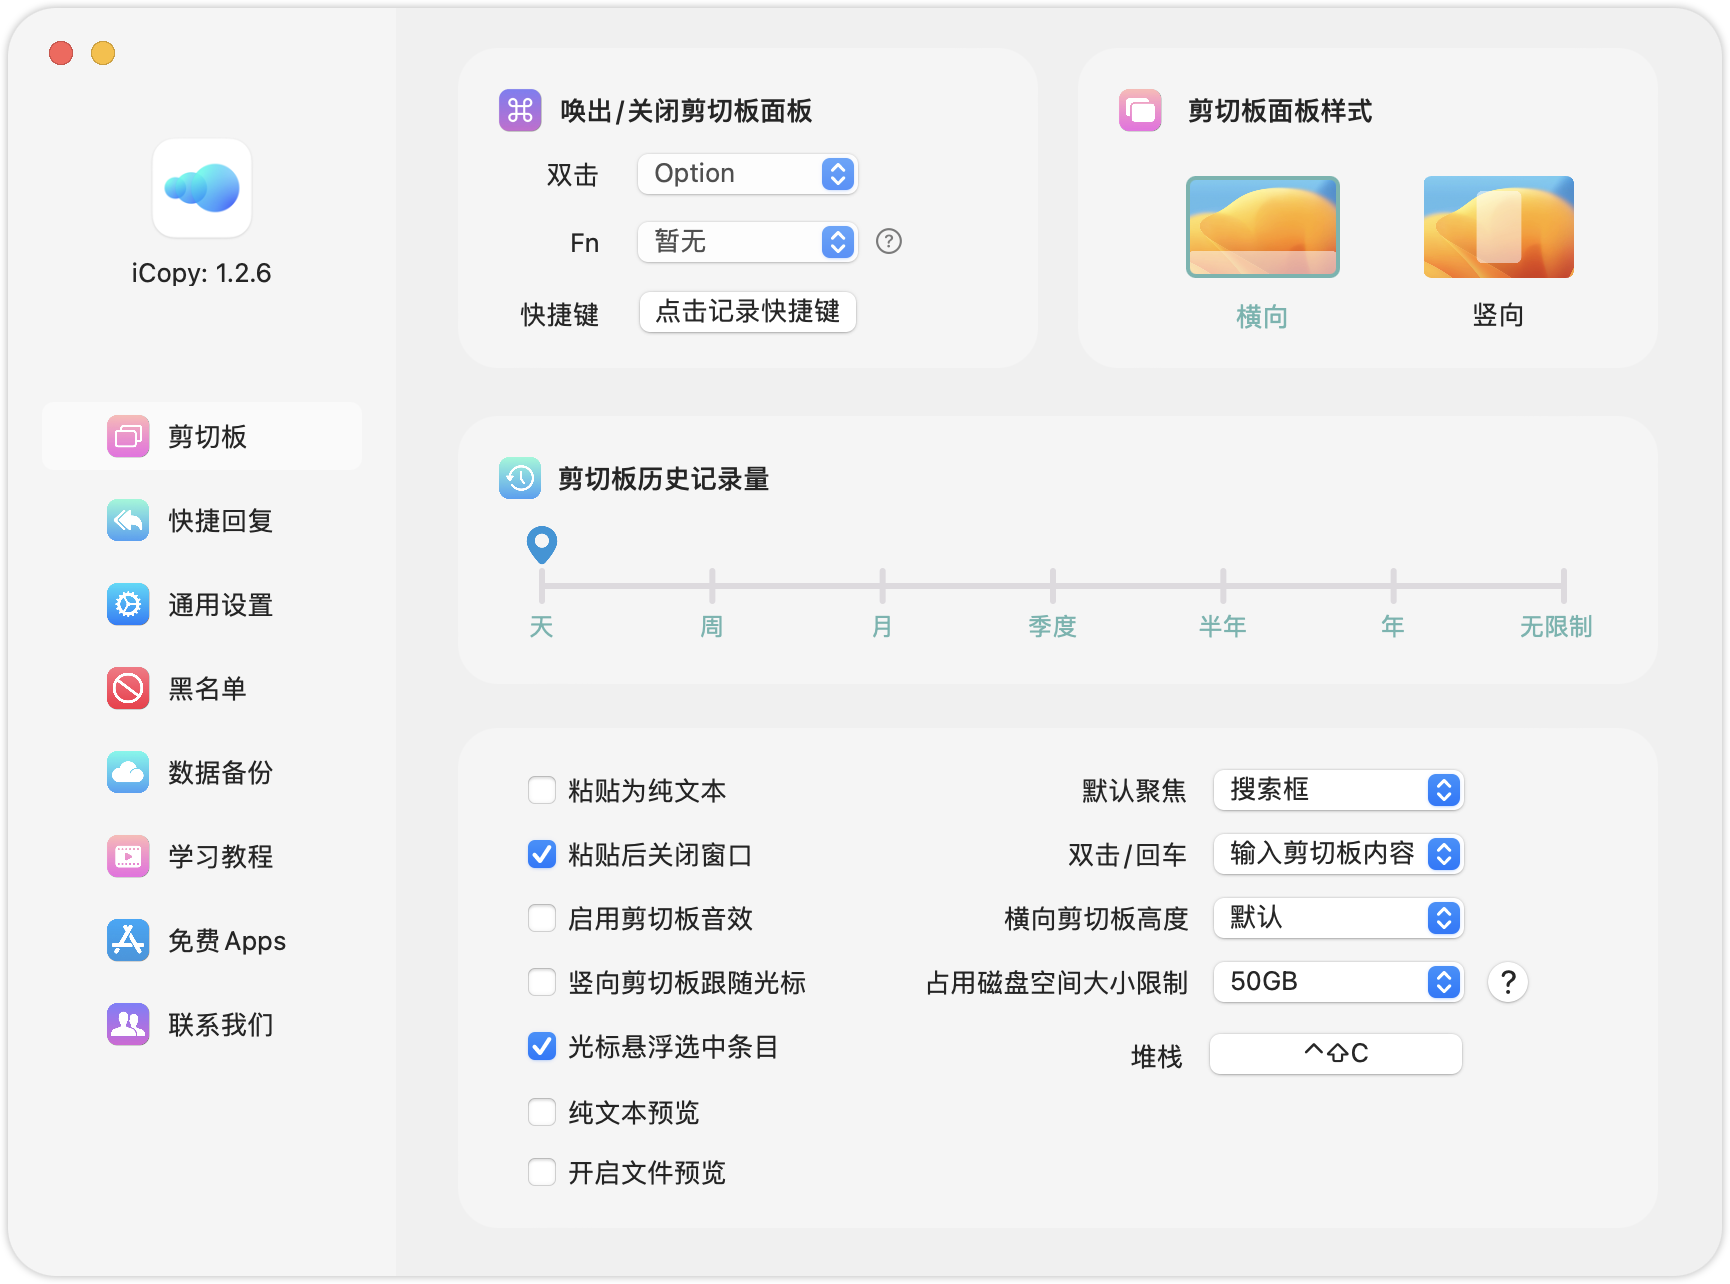 iCopy: 1.2.6
剪切板
快捷回复
通用设置
黑名单
数据备份
学习教程
免费Apps
联系我们
唤出/关闭剪切板面板
双击
Option
Fn
暂无
?
快捷键
点击记录快捷键
剪切板面板样式
横向
竖向
剪切板历史记录量
天
周
月
季度
半年
年
无限制
粘贴为纯文本
粘贴后关闭窗口
启用剪切板音效
竖向剪切板跟随光标
光标悬浮选中条目
纯文本预览
开启文件预览
默认聚焦
搜索框
双击/回车
输入剪切板内容
横向剪切板高度
默认
占用磁盘空间大小限制
50GB
?
堆栈
^⇧C